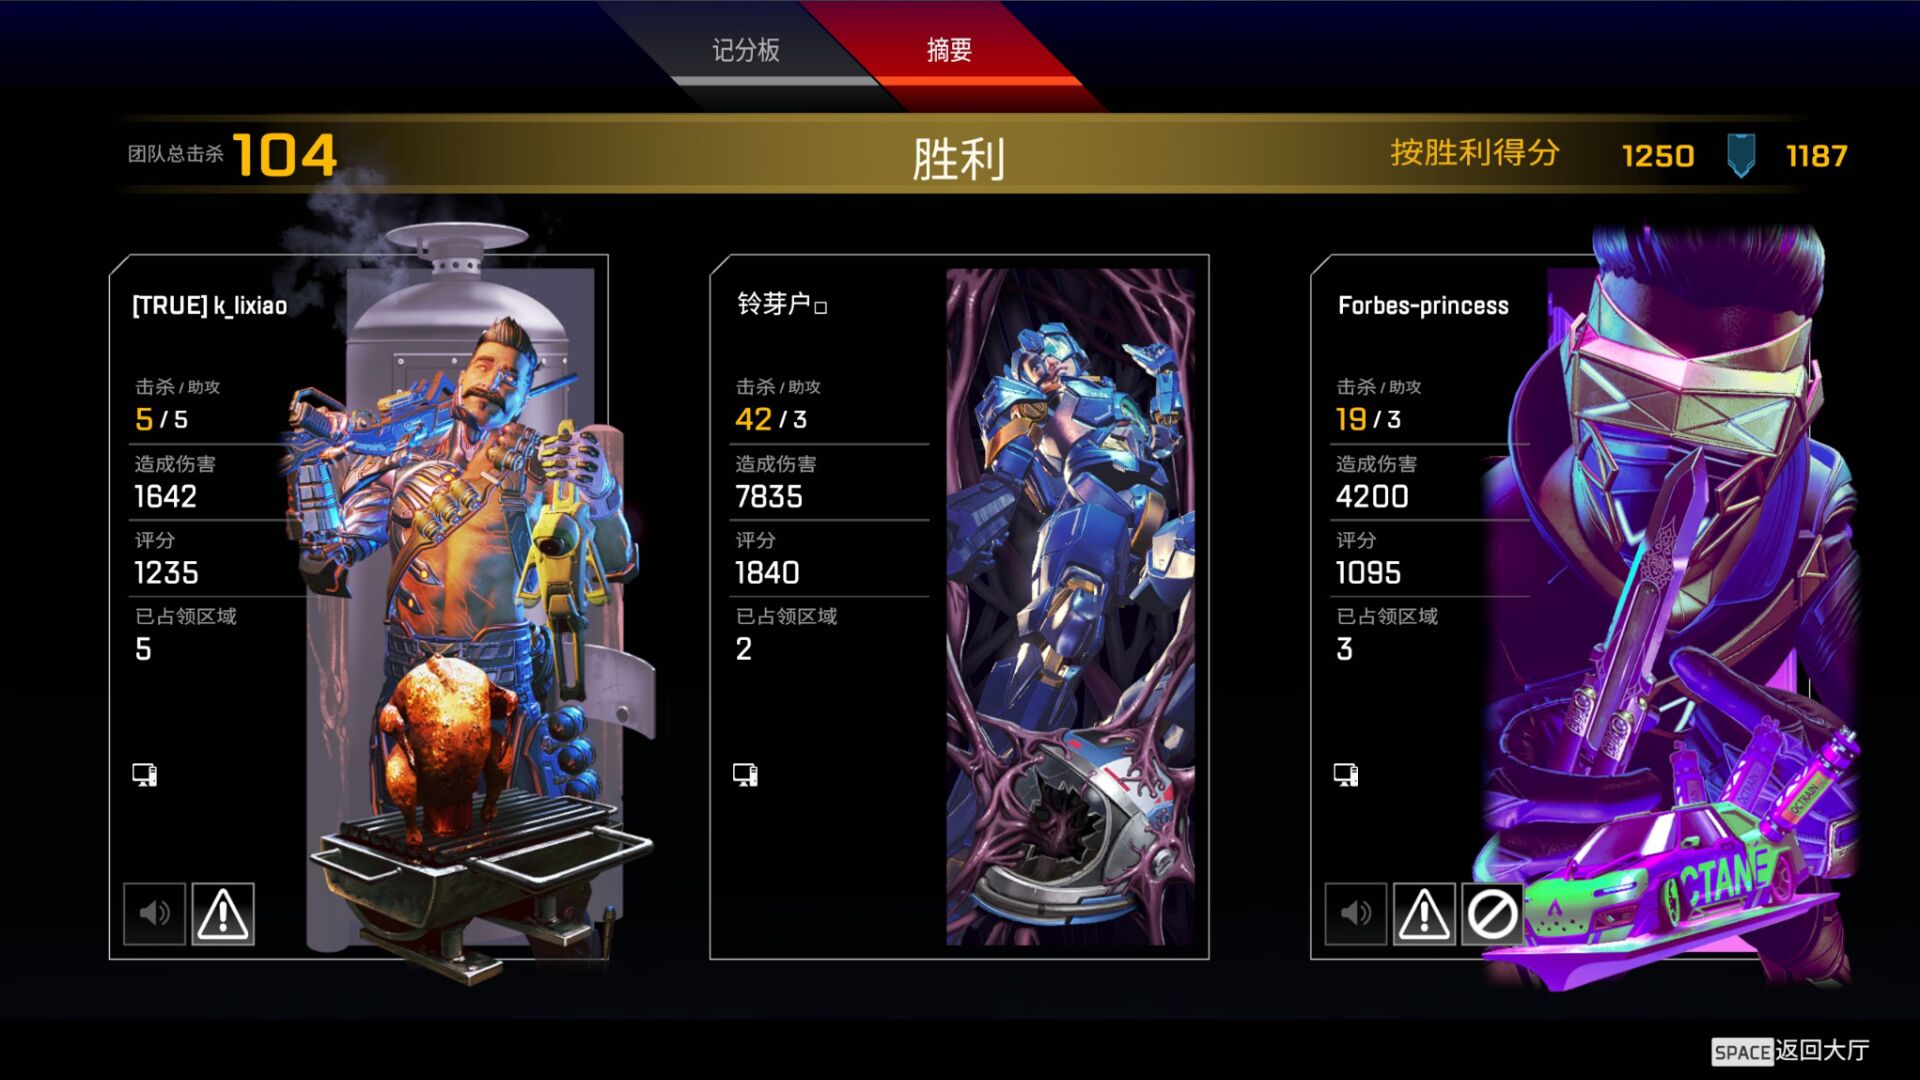 记分板
摘要
团队总击杀 104
胜利
按胜利得分 1250 1187
[TRUE] k_lixiao
击杀 / 助攻
5 / 5
造成伤害
1642
评分
1235
已占领区域
5
铃芽户□
击杀 / 助攻
42 / 3
造成伤害
7835
评分
1840
已占领区域
2
Forbes-princess
击杀 / 助攻
19 / 3
造成伤害
4200
评分
1095
已占领区域
3
OCTRAIN
OCTANE
SPACE 返回大厅